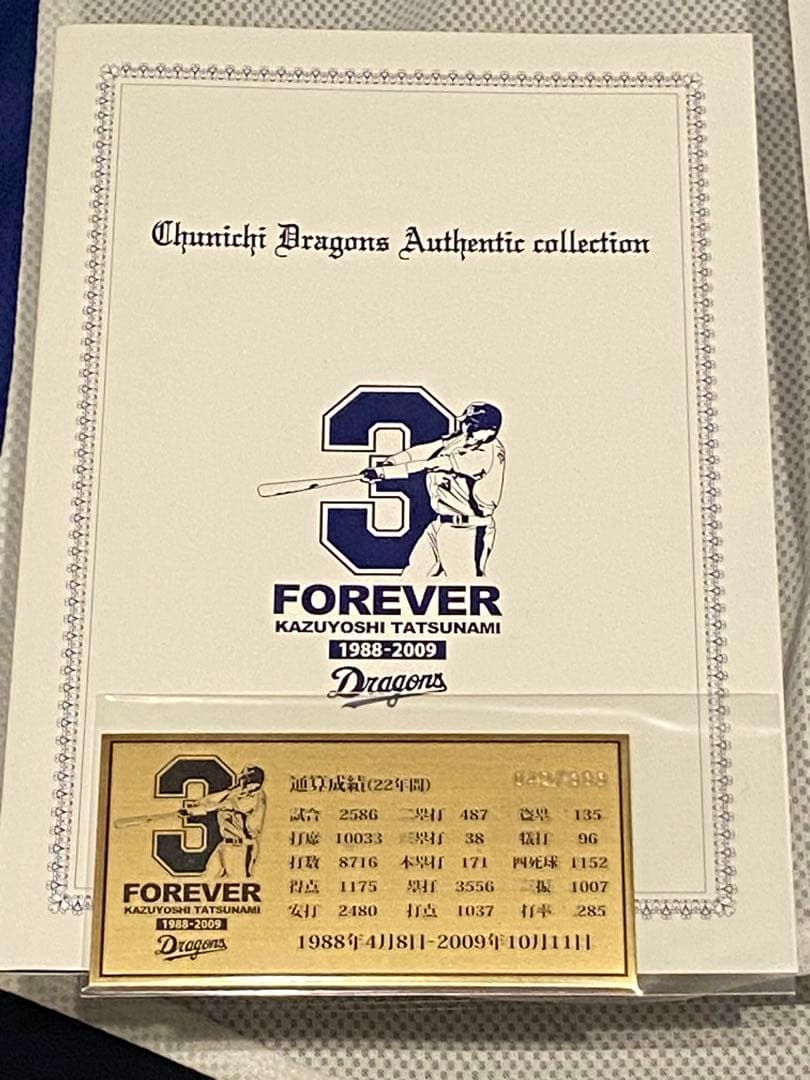 Chunichi Dragons Authentic collection
3
FOREVER
KAZUYOSHI TATSUNAMI
1988-2009
Dragons
3
FOREVER
KAZUYOSHI TATSUNAMI
1988-2009
Dragons
通算成績(22年間)
試合 2586 二塁打 487 盗塁 135
打席 10033 三塁打 38 犠打 96
打数 8716 本塁打 171 四死球 1152
得点 1175 塁打 3556 三振 1007
安打 2480 打点 1037 打率 .285
1988年4月8日-2009年10月11日